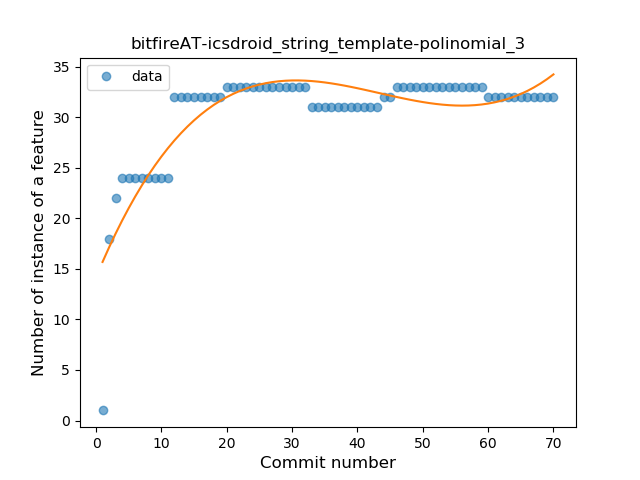 bitfireAT-icsdroid_string_template-polinomial_3
data
Number of instance of a feature
35
30
25
20
15
10
5
0
0 10 20 30 40 50 60 70
Commit number